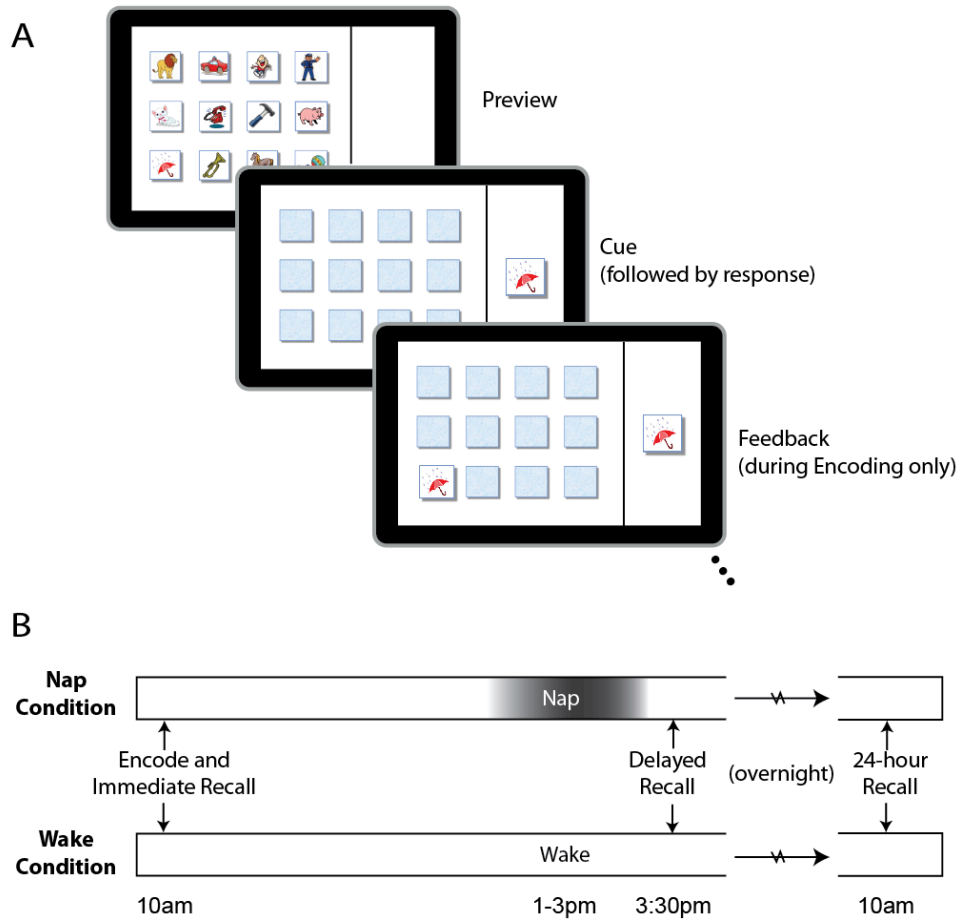 A
Preview
Cue
(followed by response)
Feedback
(during Encoding only)
B
Nap
Condition
Nap
Encode and
Immediate Recall
Delayed
Recall
(overnight)
24-hour
Recall
Wake
Condition
Wake
10am
1-3pm
3:30pm
10am